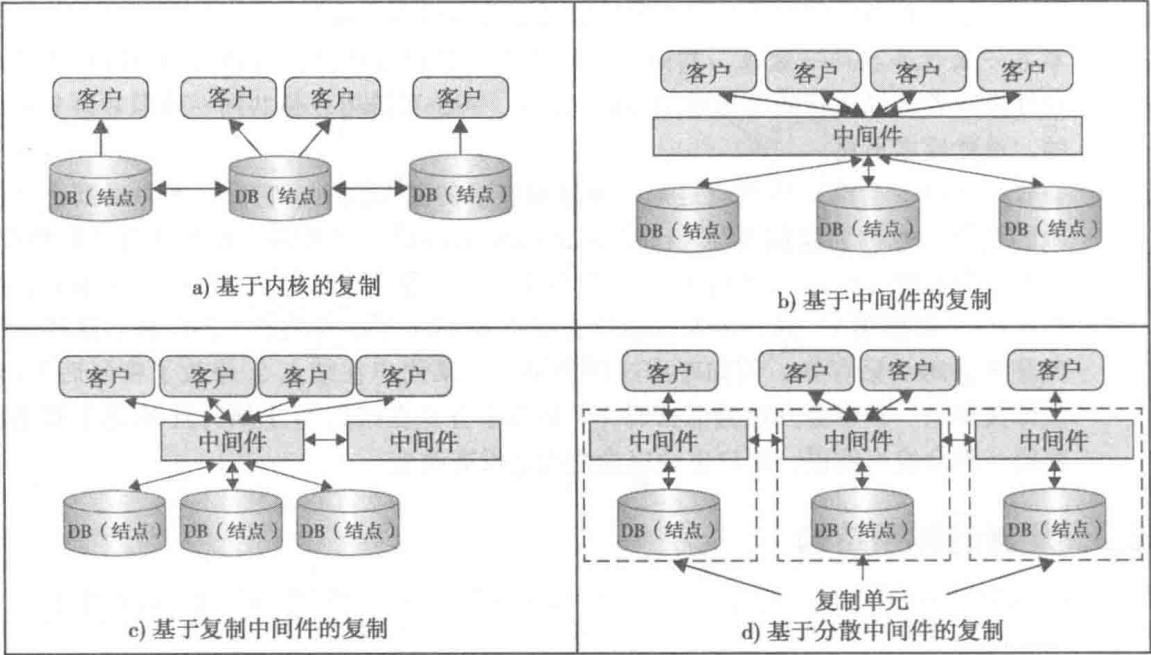 客户 客户 客户 客户
DB（结点） DB（结点） DB（结点）
a) 基于内核的复制
客户 客户 客户 客户
中间件
DB（结点） DB（结点） DB（结点）
b) 基于中间件的复制
客户 客户 客户 客户
中间件 中间件
DB（结点） DB（结点） DB（结点）
c) 基于复制中间件的复制
客户 客户 客户 客户
中间件 中间件 中间件
DB（结点） DB（结点） DB（结点）
复制单元
d) 基于分散中间件的复制